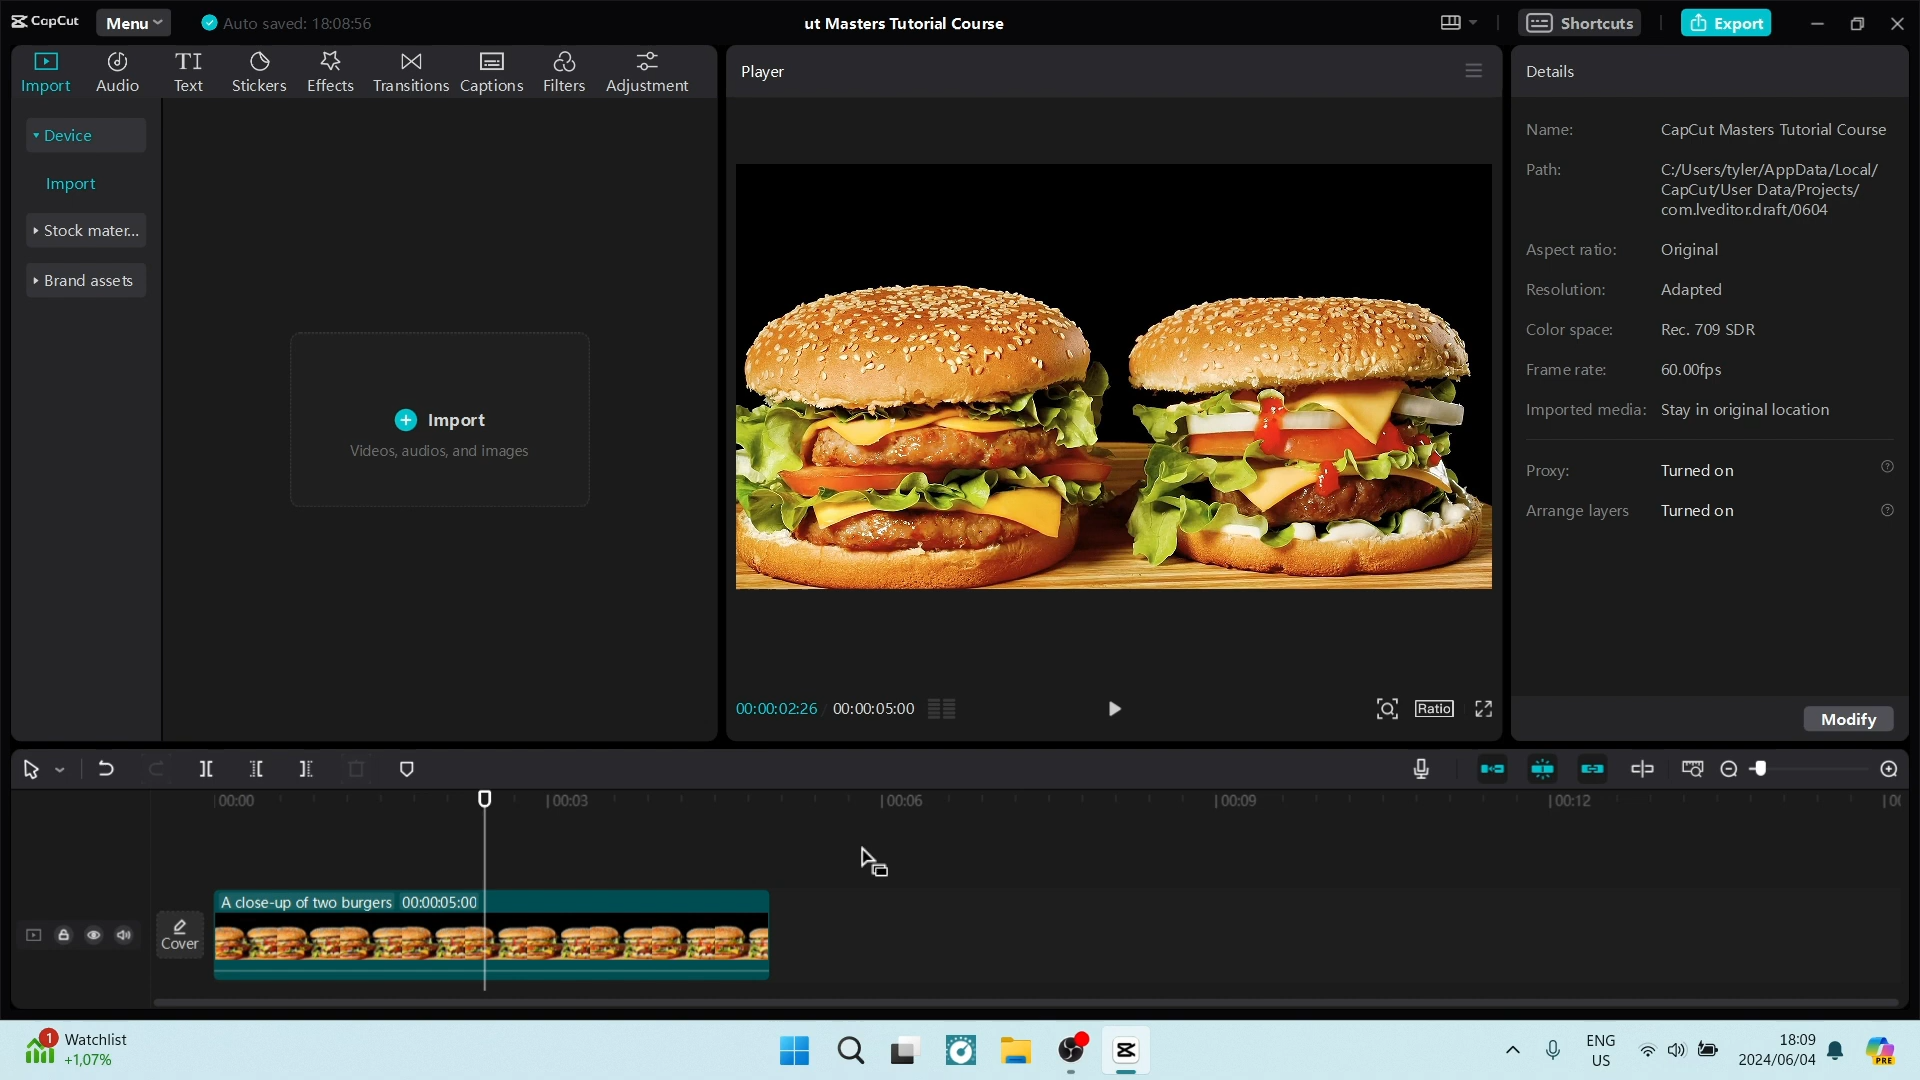 CapCut
Menu
Auto saved: 18:08:56
ut Masters Tutorial Course
Shortcuts
Export
Import
Audio
TI
Text
Stickers
Effects
Transitions
Captions
Filters
Adjustment
Device
Import
Stock mater...
Brand assets
Import
Videos, audios, and images
Player
00:00:02:26
00:00:05:00
Ratio
Details
Name: CapCut Masters Tutorial Course
Path: C:/Users/tyler/AppData/Local/
CapCut/User Data/Projects/
com.lveditor.draft/0604
Aspect ratio: Original
Resolution: Adapted
Color space: Rec. 709 SDR
Frame rate: 60.00fps
Imported media: Stay in original location
Proxy: Turned on
Arrange layers Turned on
Modify
00:00
00:03
00:06
00:09
00:12
A close-up of two burgers 00:00:05:00
Cover
1
Watchlist
+1,07%
ENG
US
18:09
2024/06/04
PRE